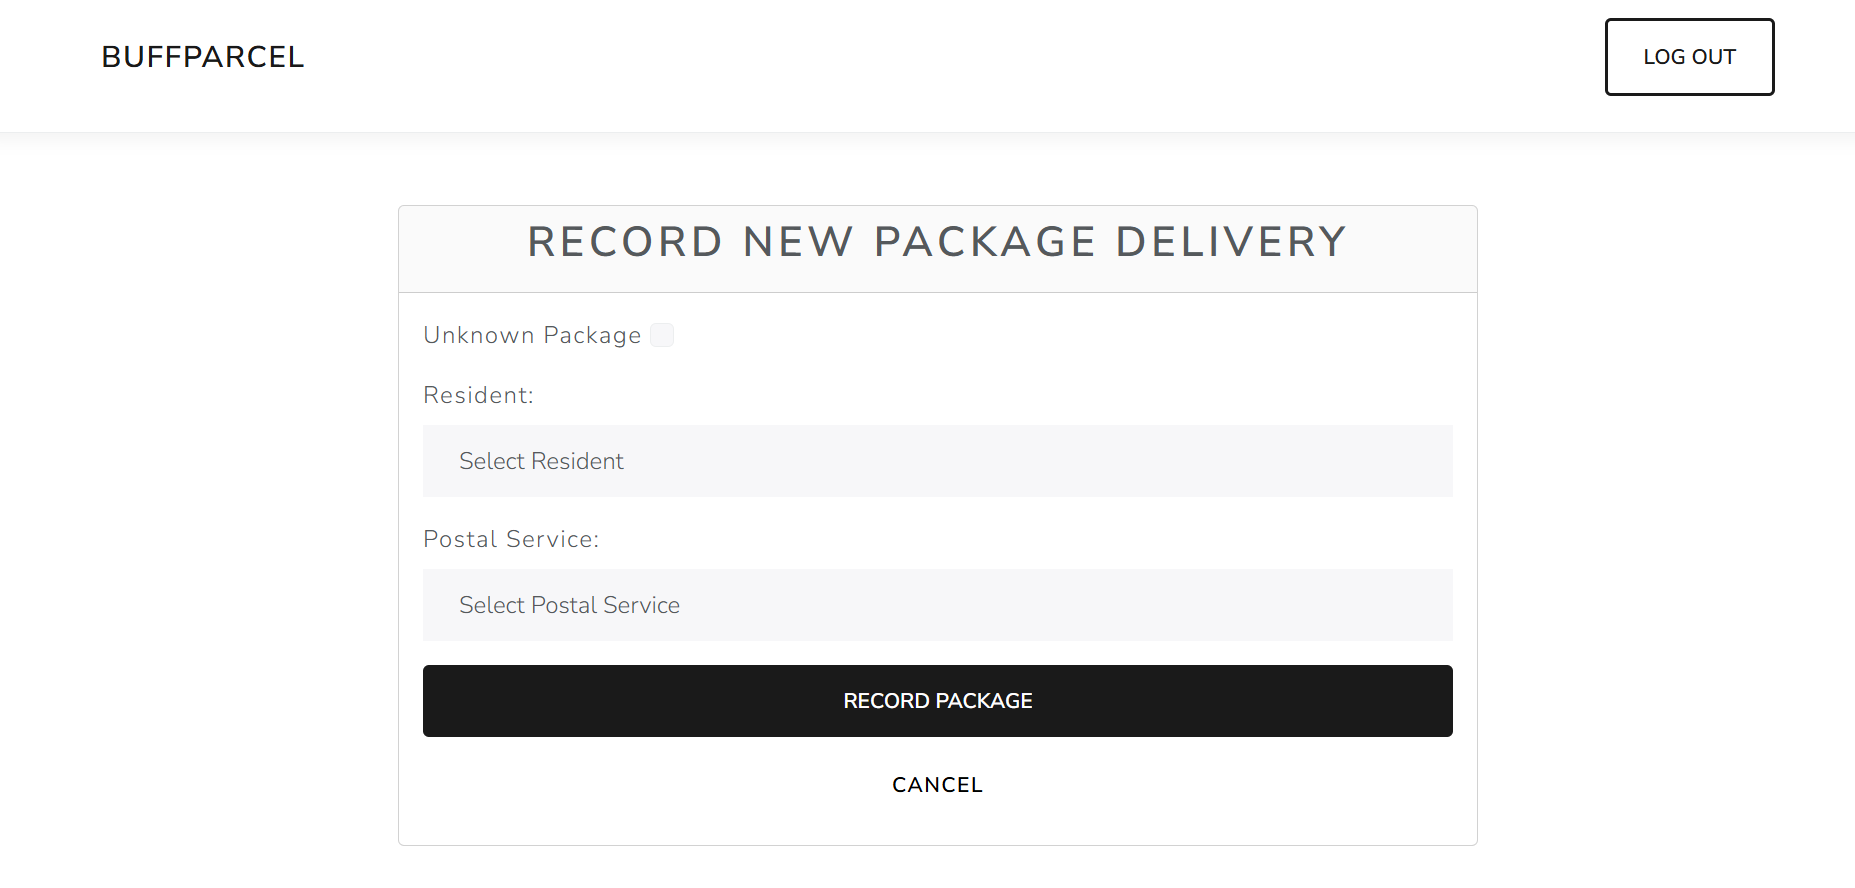 BUFFPARCEL
LOG OUT
RECORD NEW PACKAGE DELIVERY
Unknown Package
Resident:
Select Resident
Postal Service:
Select Postal Service
RECORD PACKAGE
CANCEL